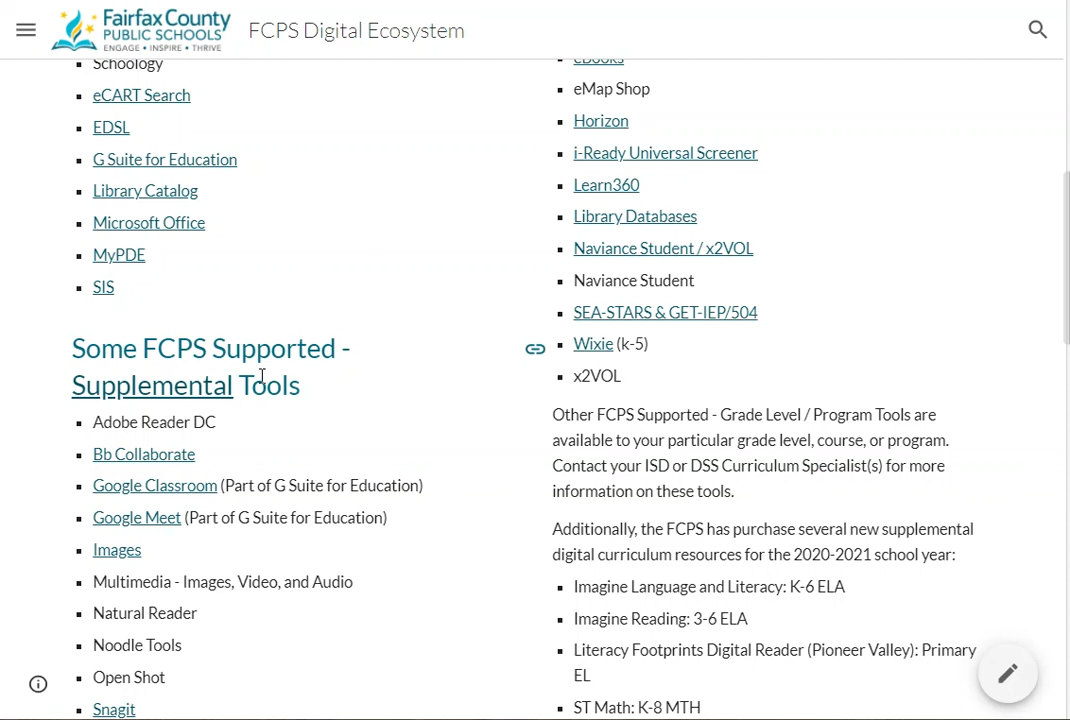 Fairfax County
PUBLIC SCHOOLS
ENGAGE • INSPIRE • THRIVE
FCPS Digital Ecosystem
Schoology
eCART Search
EDSL
G Suite for Education
Library Catalog
Microsoft Office
MyPDE
SIS
Some FCPS Supported -
Supplemental Tools
Adobe Reader DC
Bb Collaborate
Google Classroom (Part of G Suite for Education)
Google Meet (Part of G Suite for Education)
Images
Multimedia - Images, Video, and Audio
Natural Reader
Noodle Tools
Open Shot
Snagit
eBooks
eMap Shop
Horizon
i-Ready Universal Screener
Learn360
Library Databases
Naviance Student / x2VOL
Naviance Student
SEA-STARS & GET-IEP/504
Wixie (k-5)
x2VOL
Other FCPS Supported - Grade Level / Program Tools are
available to your particular grade level, course, or program.
Contact your ISD or DSS Curriculum Specialist(s) for more
information on these tools.
Additionally, the FCPS has purchase several new supplemental
digital curriculum resources for the 2020-2021 school year:
Imagine Language and Literacy: K-6 ELA
Imagine Reading: 3-6 ELA
Literacy Footprints Digital Reader (Pioneer Valley): Primary
EL
ST Math: K-8 MTH